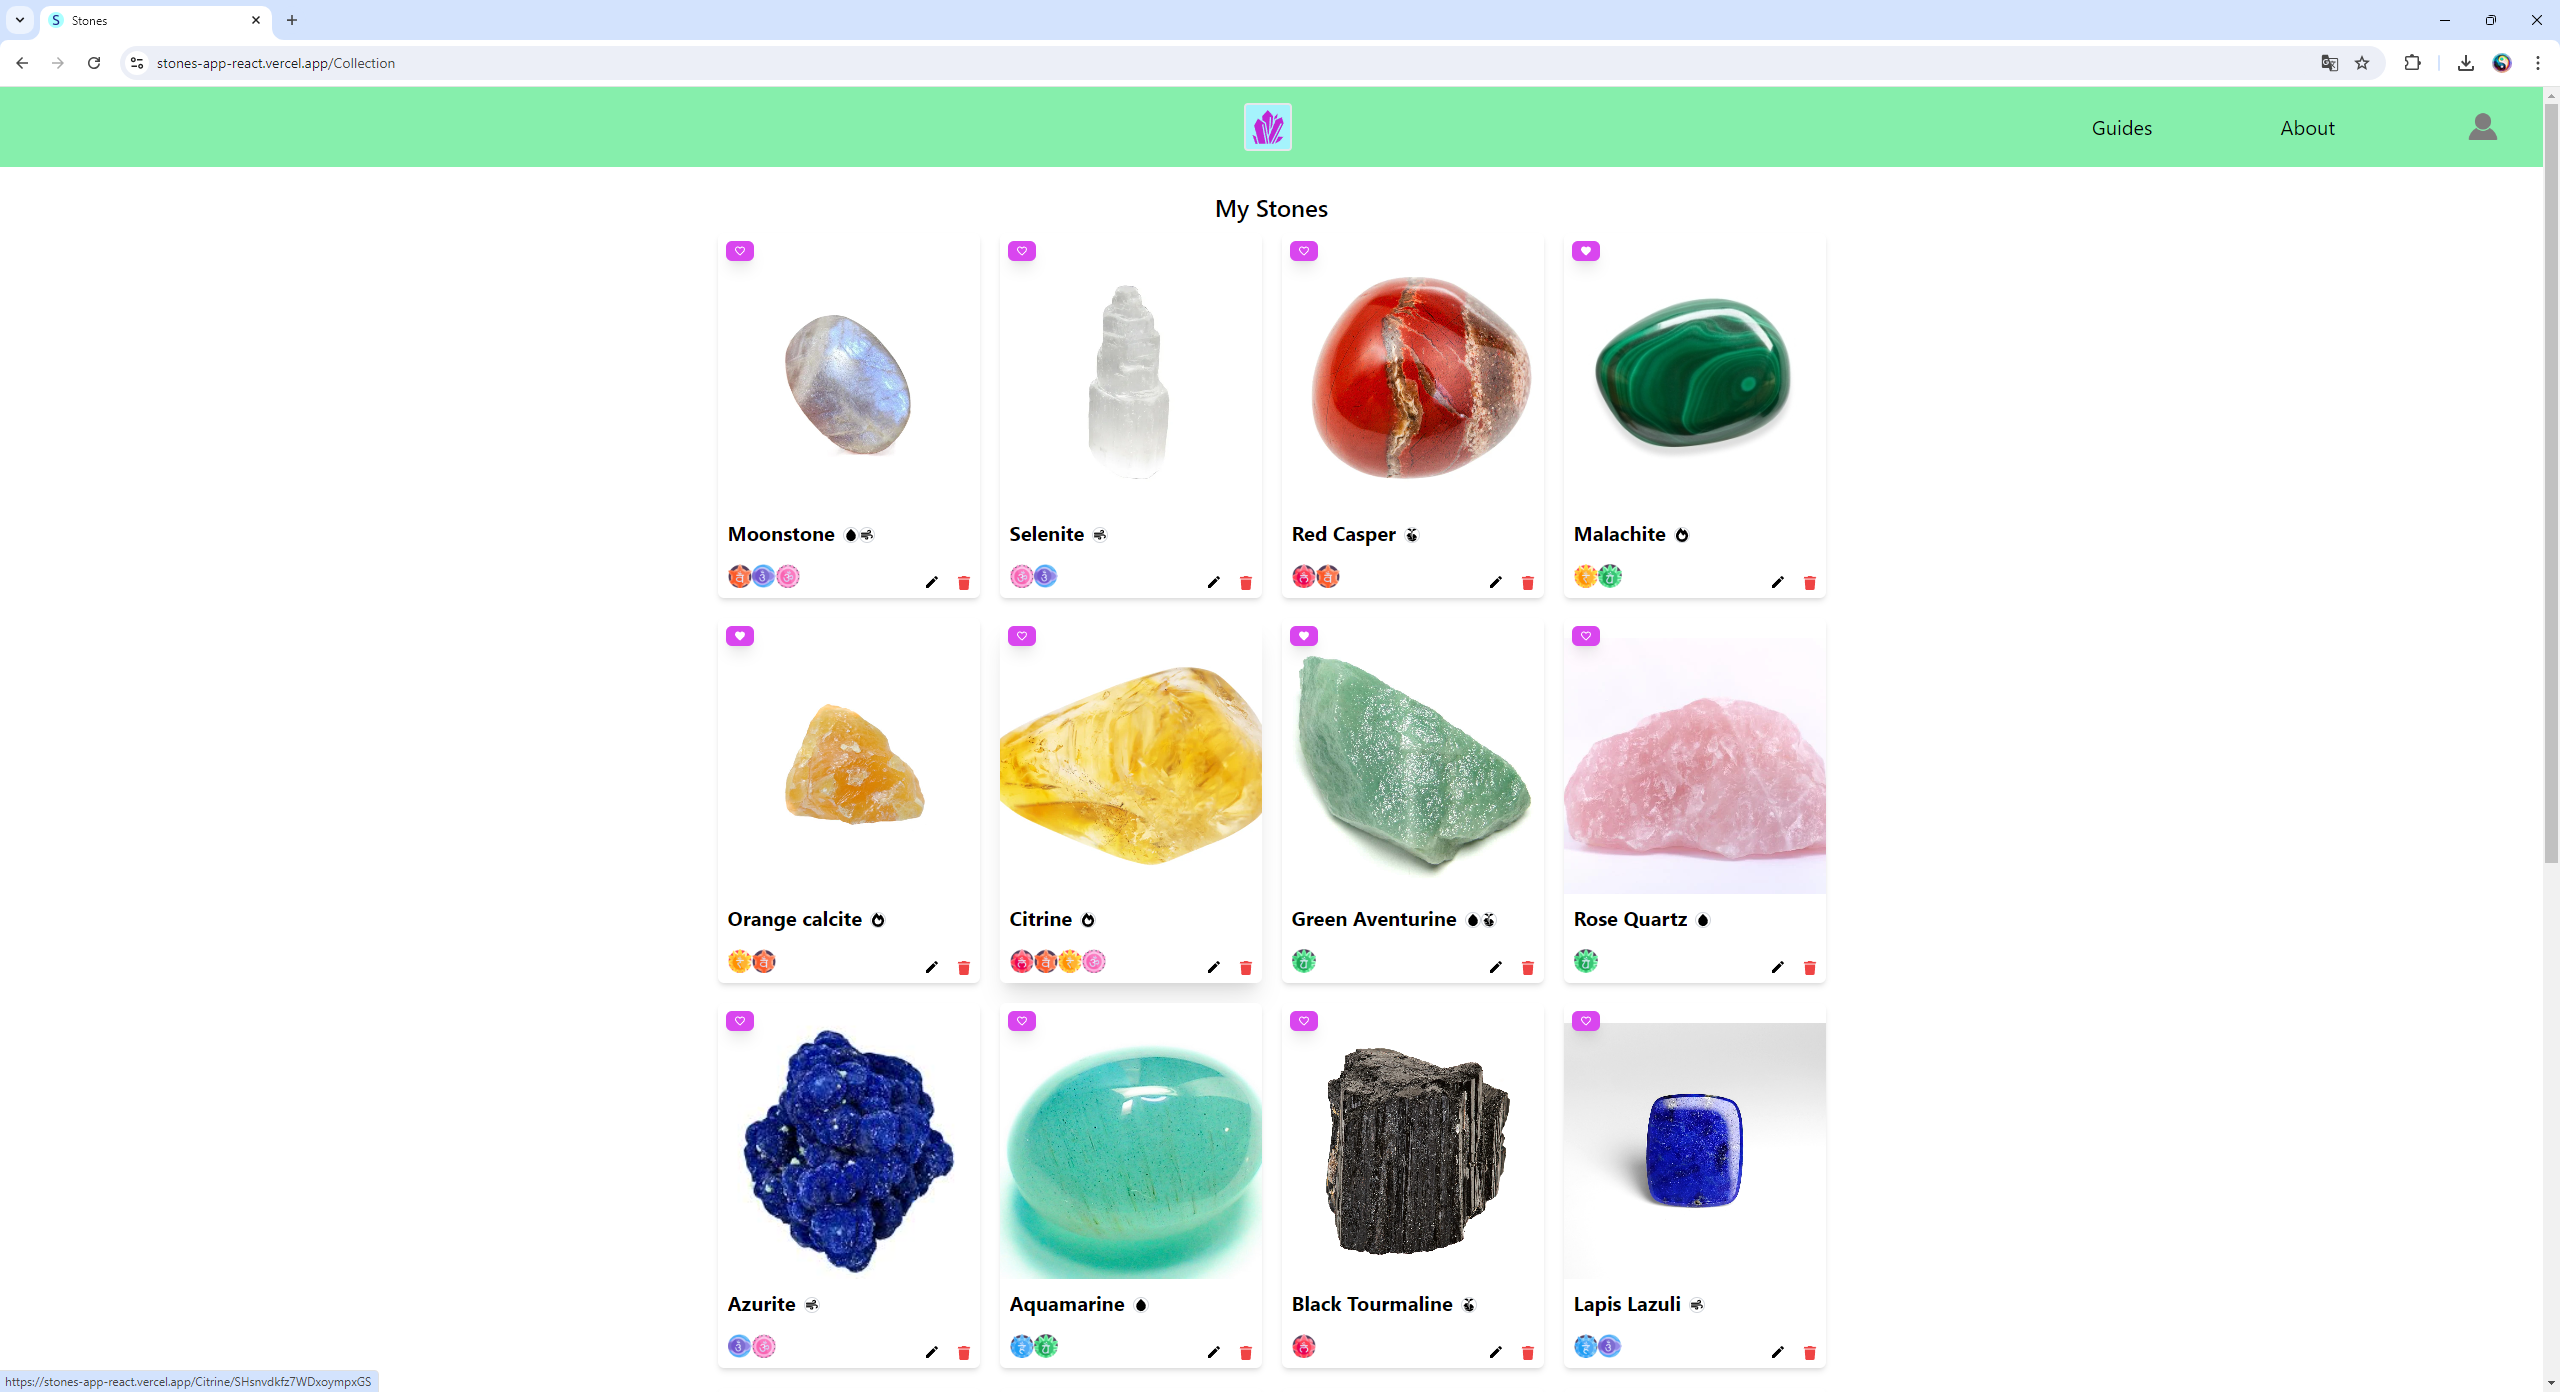 S Stones
stones-app-react.vercel.app/Collection
Guides About
My Stones
Moonstone Selenite Red Casper Malachite
Orange calcite Citrine Green Aventurine Rose Quartz
Azurite Aquamarine Black Tourmaline Lapis Lazuli
https://stones-app-react.vercel.app/Citrine/SHsnvdkfz7WDxoympxGS